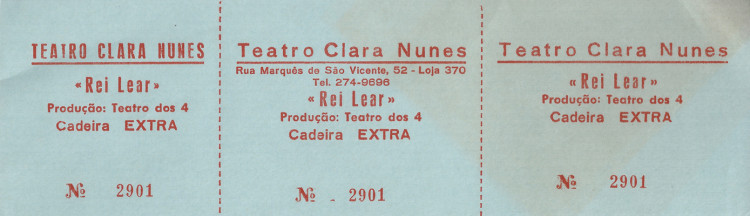 TEATRO CLARA NUNES
«Rei Lear»
Produção: Teatro dos 4
Cadeira EXTRA
Nº 2901
Teatro Clara Nunes
Rua Marquês de São Vicente, 52 - Loja 370
Tel. 274-9696
«Rei Lear»
Produção: Teatro dos 4
Cadeira EXTRA
Nº - 2901
Teatro Clara Nunes
«Rei Lear»
Produção: Teatro dos 4
Cadeira EXTRA
Nº 2901